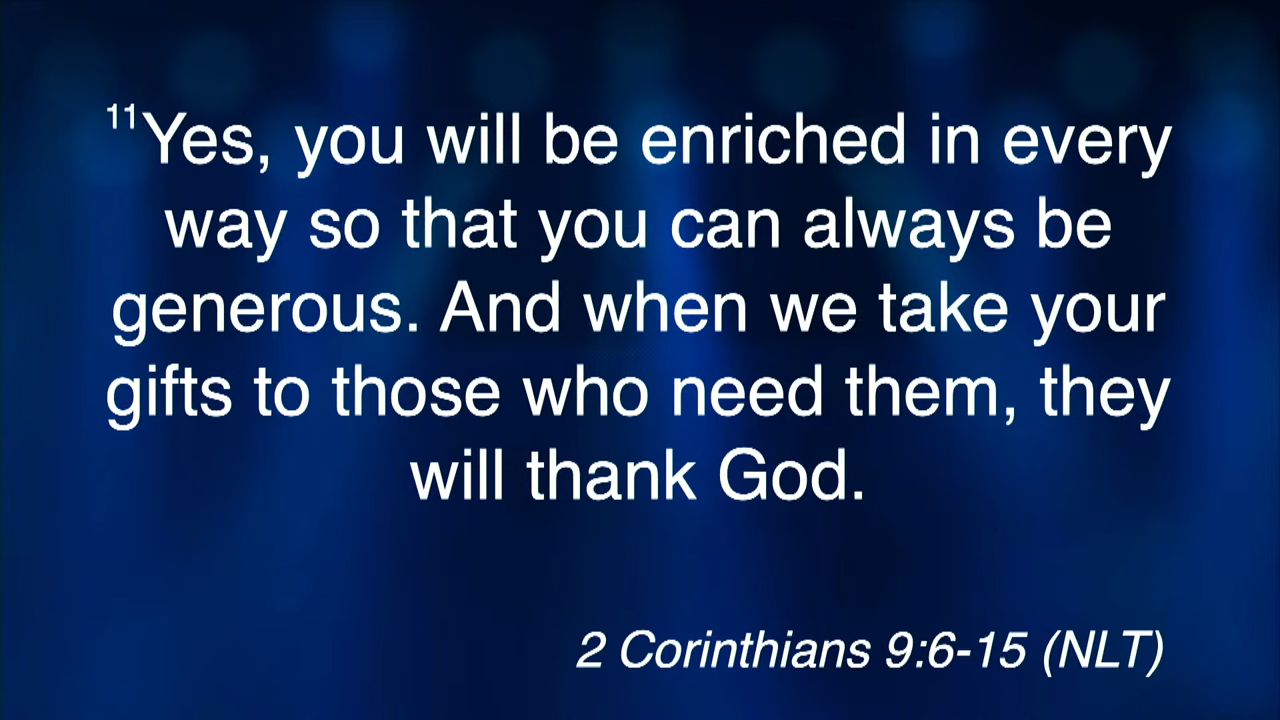 11Yes, you will be enriched in every
way so that you can always be
generous. And when we take your
gifts to those who need them, they
will thank God.
2 Corinthians 9:6-15 (NLT)